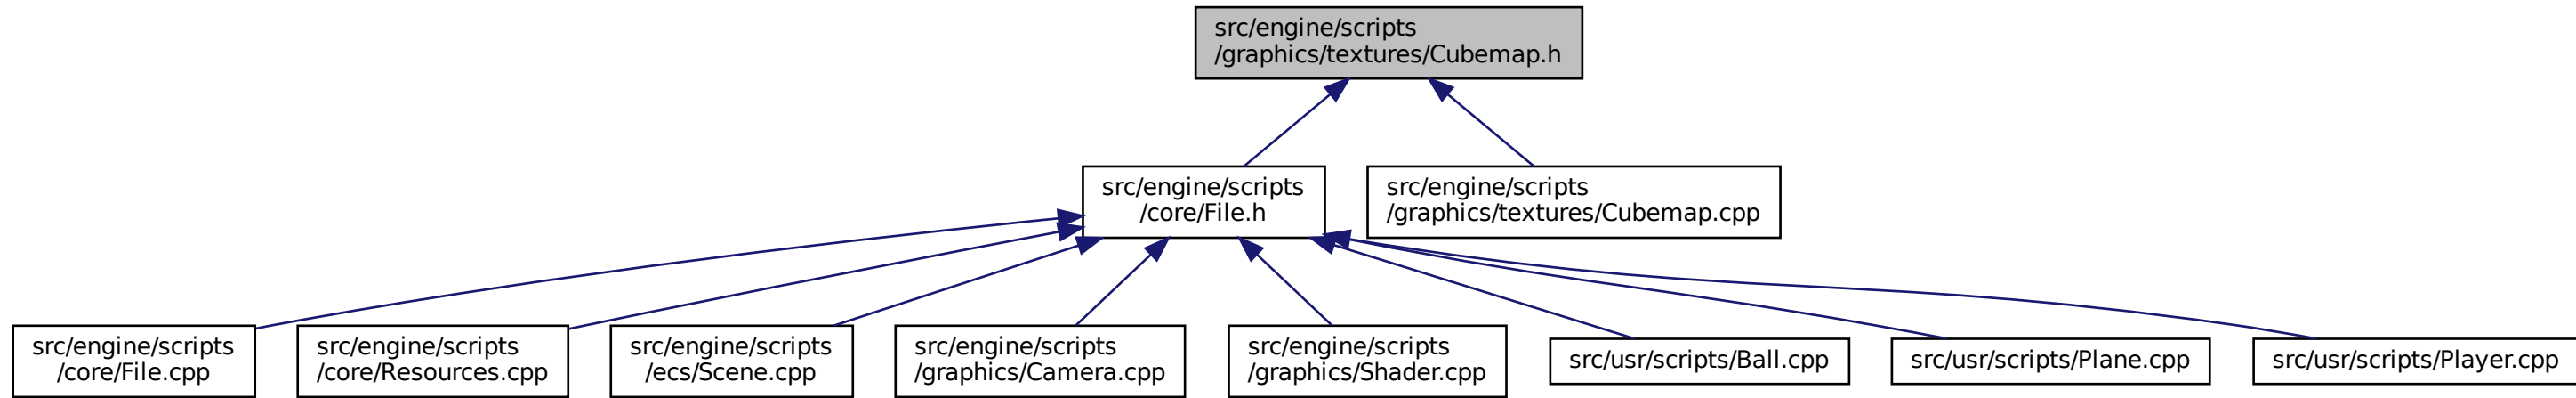 src/engine/scripts
/graphics/textures/Cubemap.h
src/engine/scripts
/core/File.h
src/engine/scripts
/graphics/textures/Cubemap.cpp
src/engine/scripts
/core/File.cpp
src/engine/scripts
/core/Resources.cpp
src/engine/scripts
/ecs/Scene.cpp
src/engine/scripts
/graphics/Camera.cpp
src/engine/scripts
/graphics/Shader.cpp
src/usr/scripts/Ball.cpp
src/usr/scripts/Plane.cpp
src/usr/scripts/Player.cpp